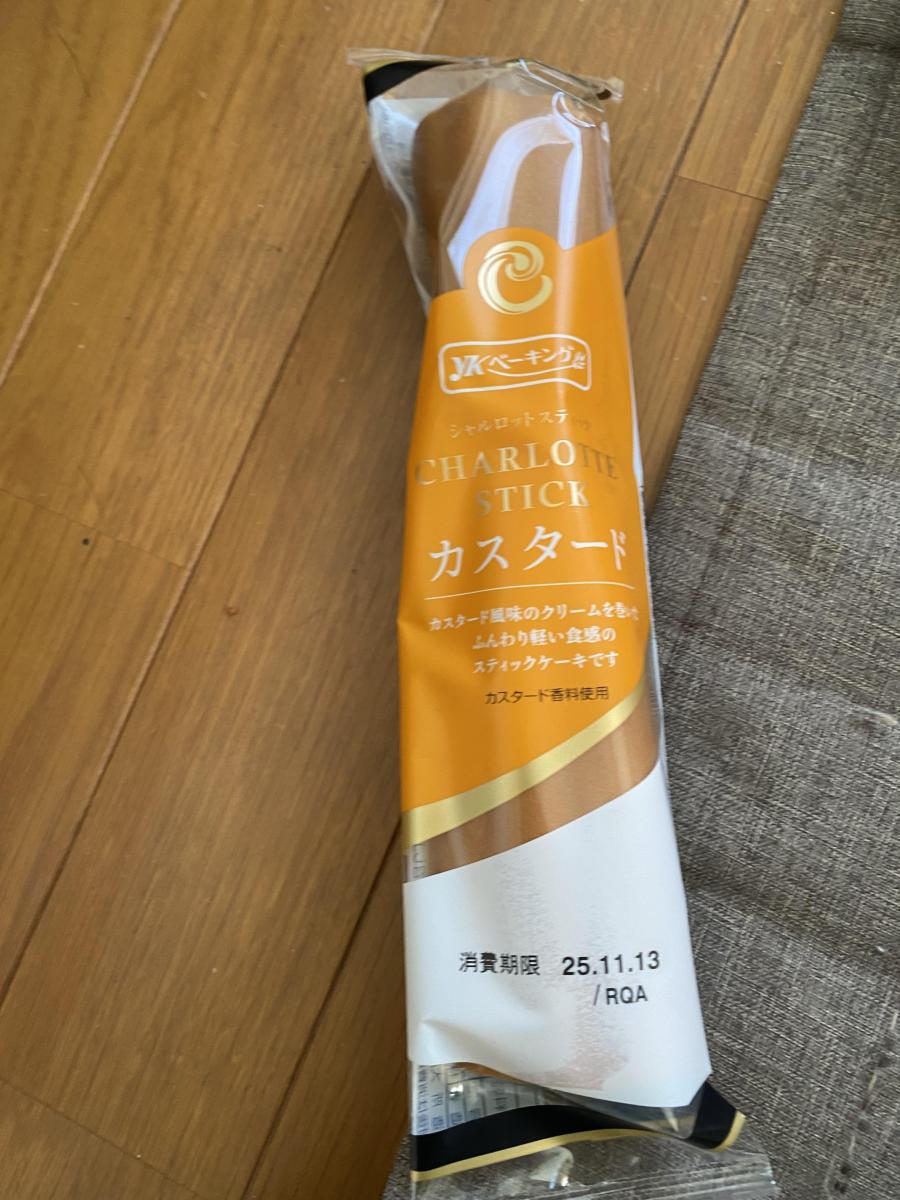 YKベーキング
シャルロットスティック
CHARLOTTE
STICK
カスタード
カスタード風味のクリームを巻いた
ふんわり軽い食感の
スティックケーキです
カスタード香料使用
消費期限 25.11.13
/RQA